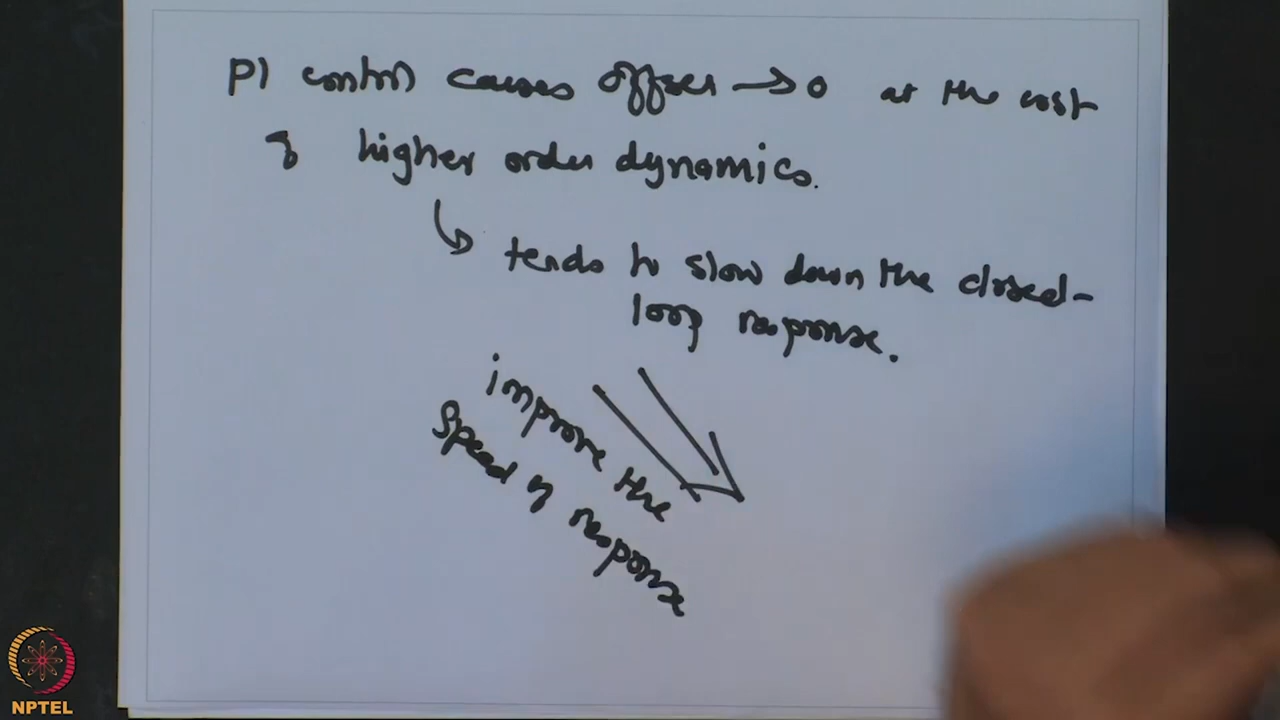 PI control causes offset → 0 at the cost
of higher order dynamics.
↳ tends to slow down the closed-
loop response.
improve the
speed of response
NPTEL